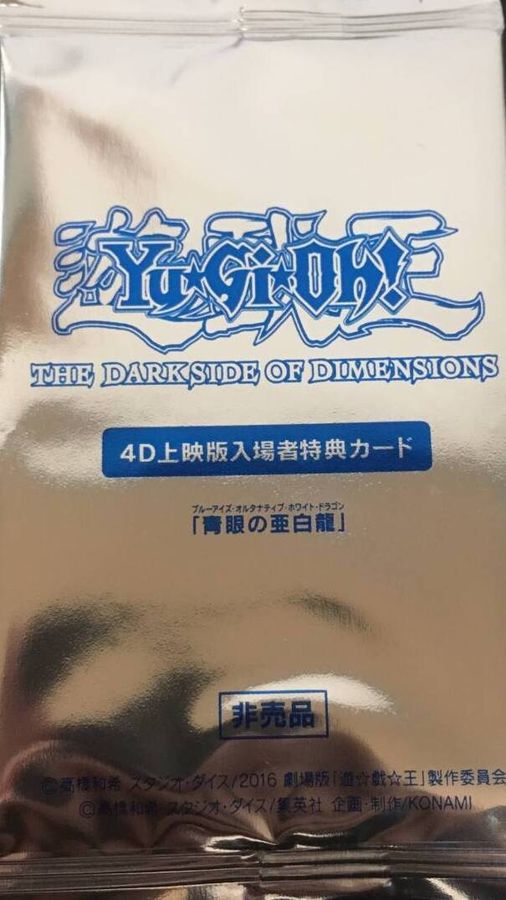 遊戯王
Yu-Gi-Oh!
THE DARKSIDE OF DIMENSIONS
4D上映版入場者特典カード
ブルーアイズ・オルタナティブ・ホワイト・ドラゴン
「青眼の亜白龍」
非売品
©高橋和希 スタジオ・ダイス/2016 劇場版「遊☆戯☆王」製作委員会
©高橋和希 スタジオ・ダイス/集英社 企画・制作/KONAMI